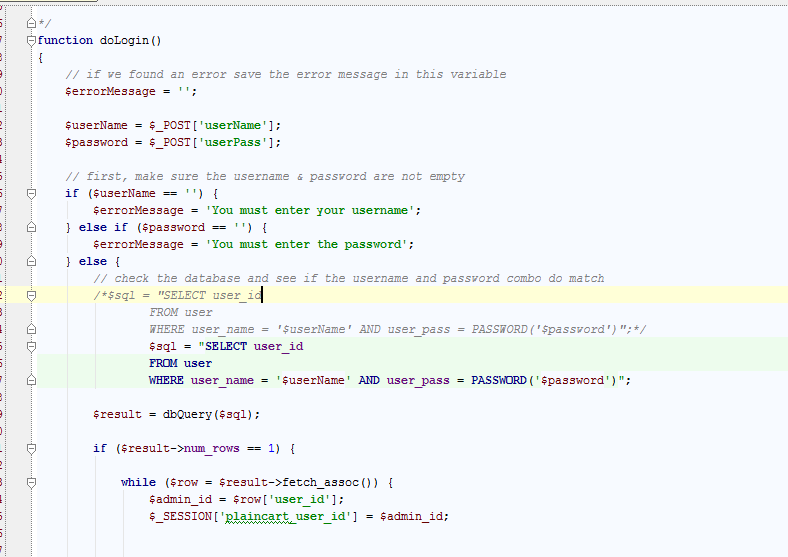 */
function doLogin()
{
// if we found an error save the error message in this variable
$errorMessage = '';
$userName = $_POST['userName'];
$password = $_POST['userPass'];
// first, make sure the username & password are not empty
if ($userName == '') {
$errorMessage = 'You must enter your username';
} else if ($password == '') {
$errorMessage = 'You must enter the password';
} else {
// check the database and see if the username and password combo do match
/*$sql = "SELECT user_id
FROM user
WHERE user_name = '$userName' AND user_pass = PASSWORD('$password')";*/
$sql = "SELECT user_id
FROM user
WHERE user_name = '$userName' AND user_pass = PASSWORD('$password')";
$result = dbQuery($sql);
if ($result->num_rows == 1) {
while ($row = $result->fetch_assoc()) {
$admin_id = $row['user_id'];
$_SESSION['plaincart_user_id'] = $admin_id;